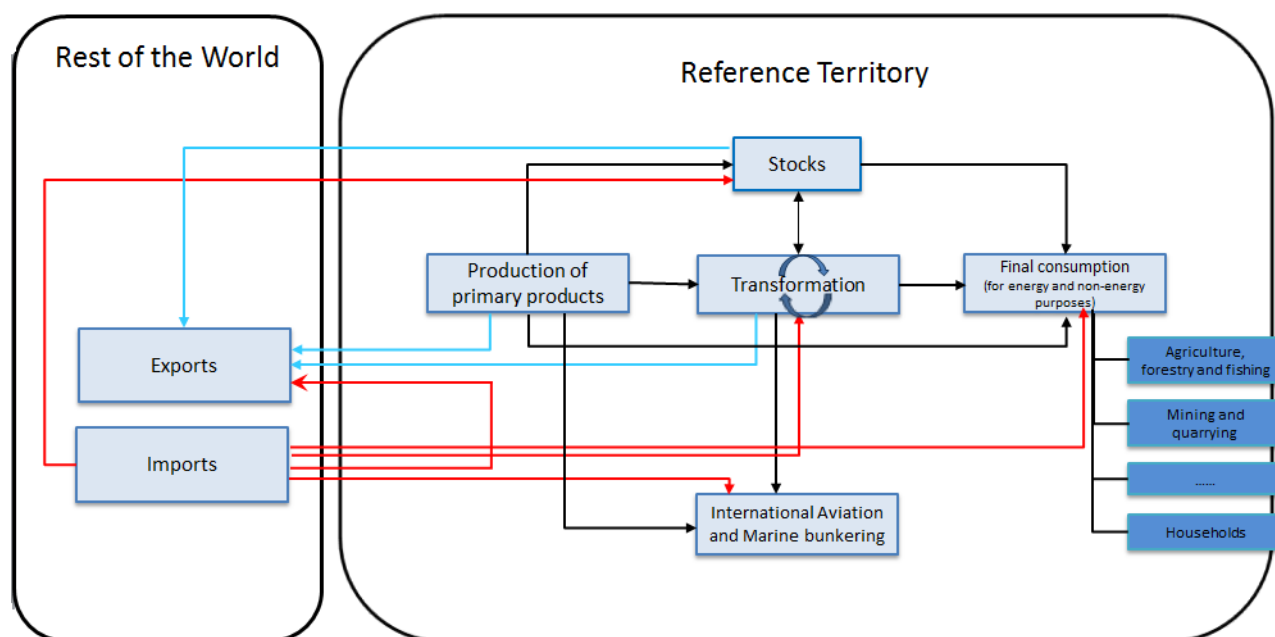 Rest of the World
Reference Territory
Stocks
Production of
primary products
Transformation
Final consumption
(for energy and non-energy
purposes)
Exports
Agriculture,
forestry and fishing
Mining and
quarrying
Imports
......
International Aviation
and Marine bunkering
Households